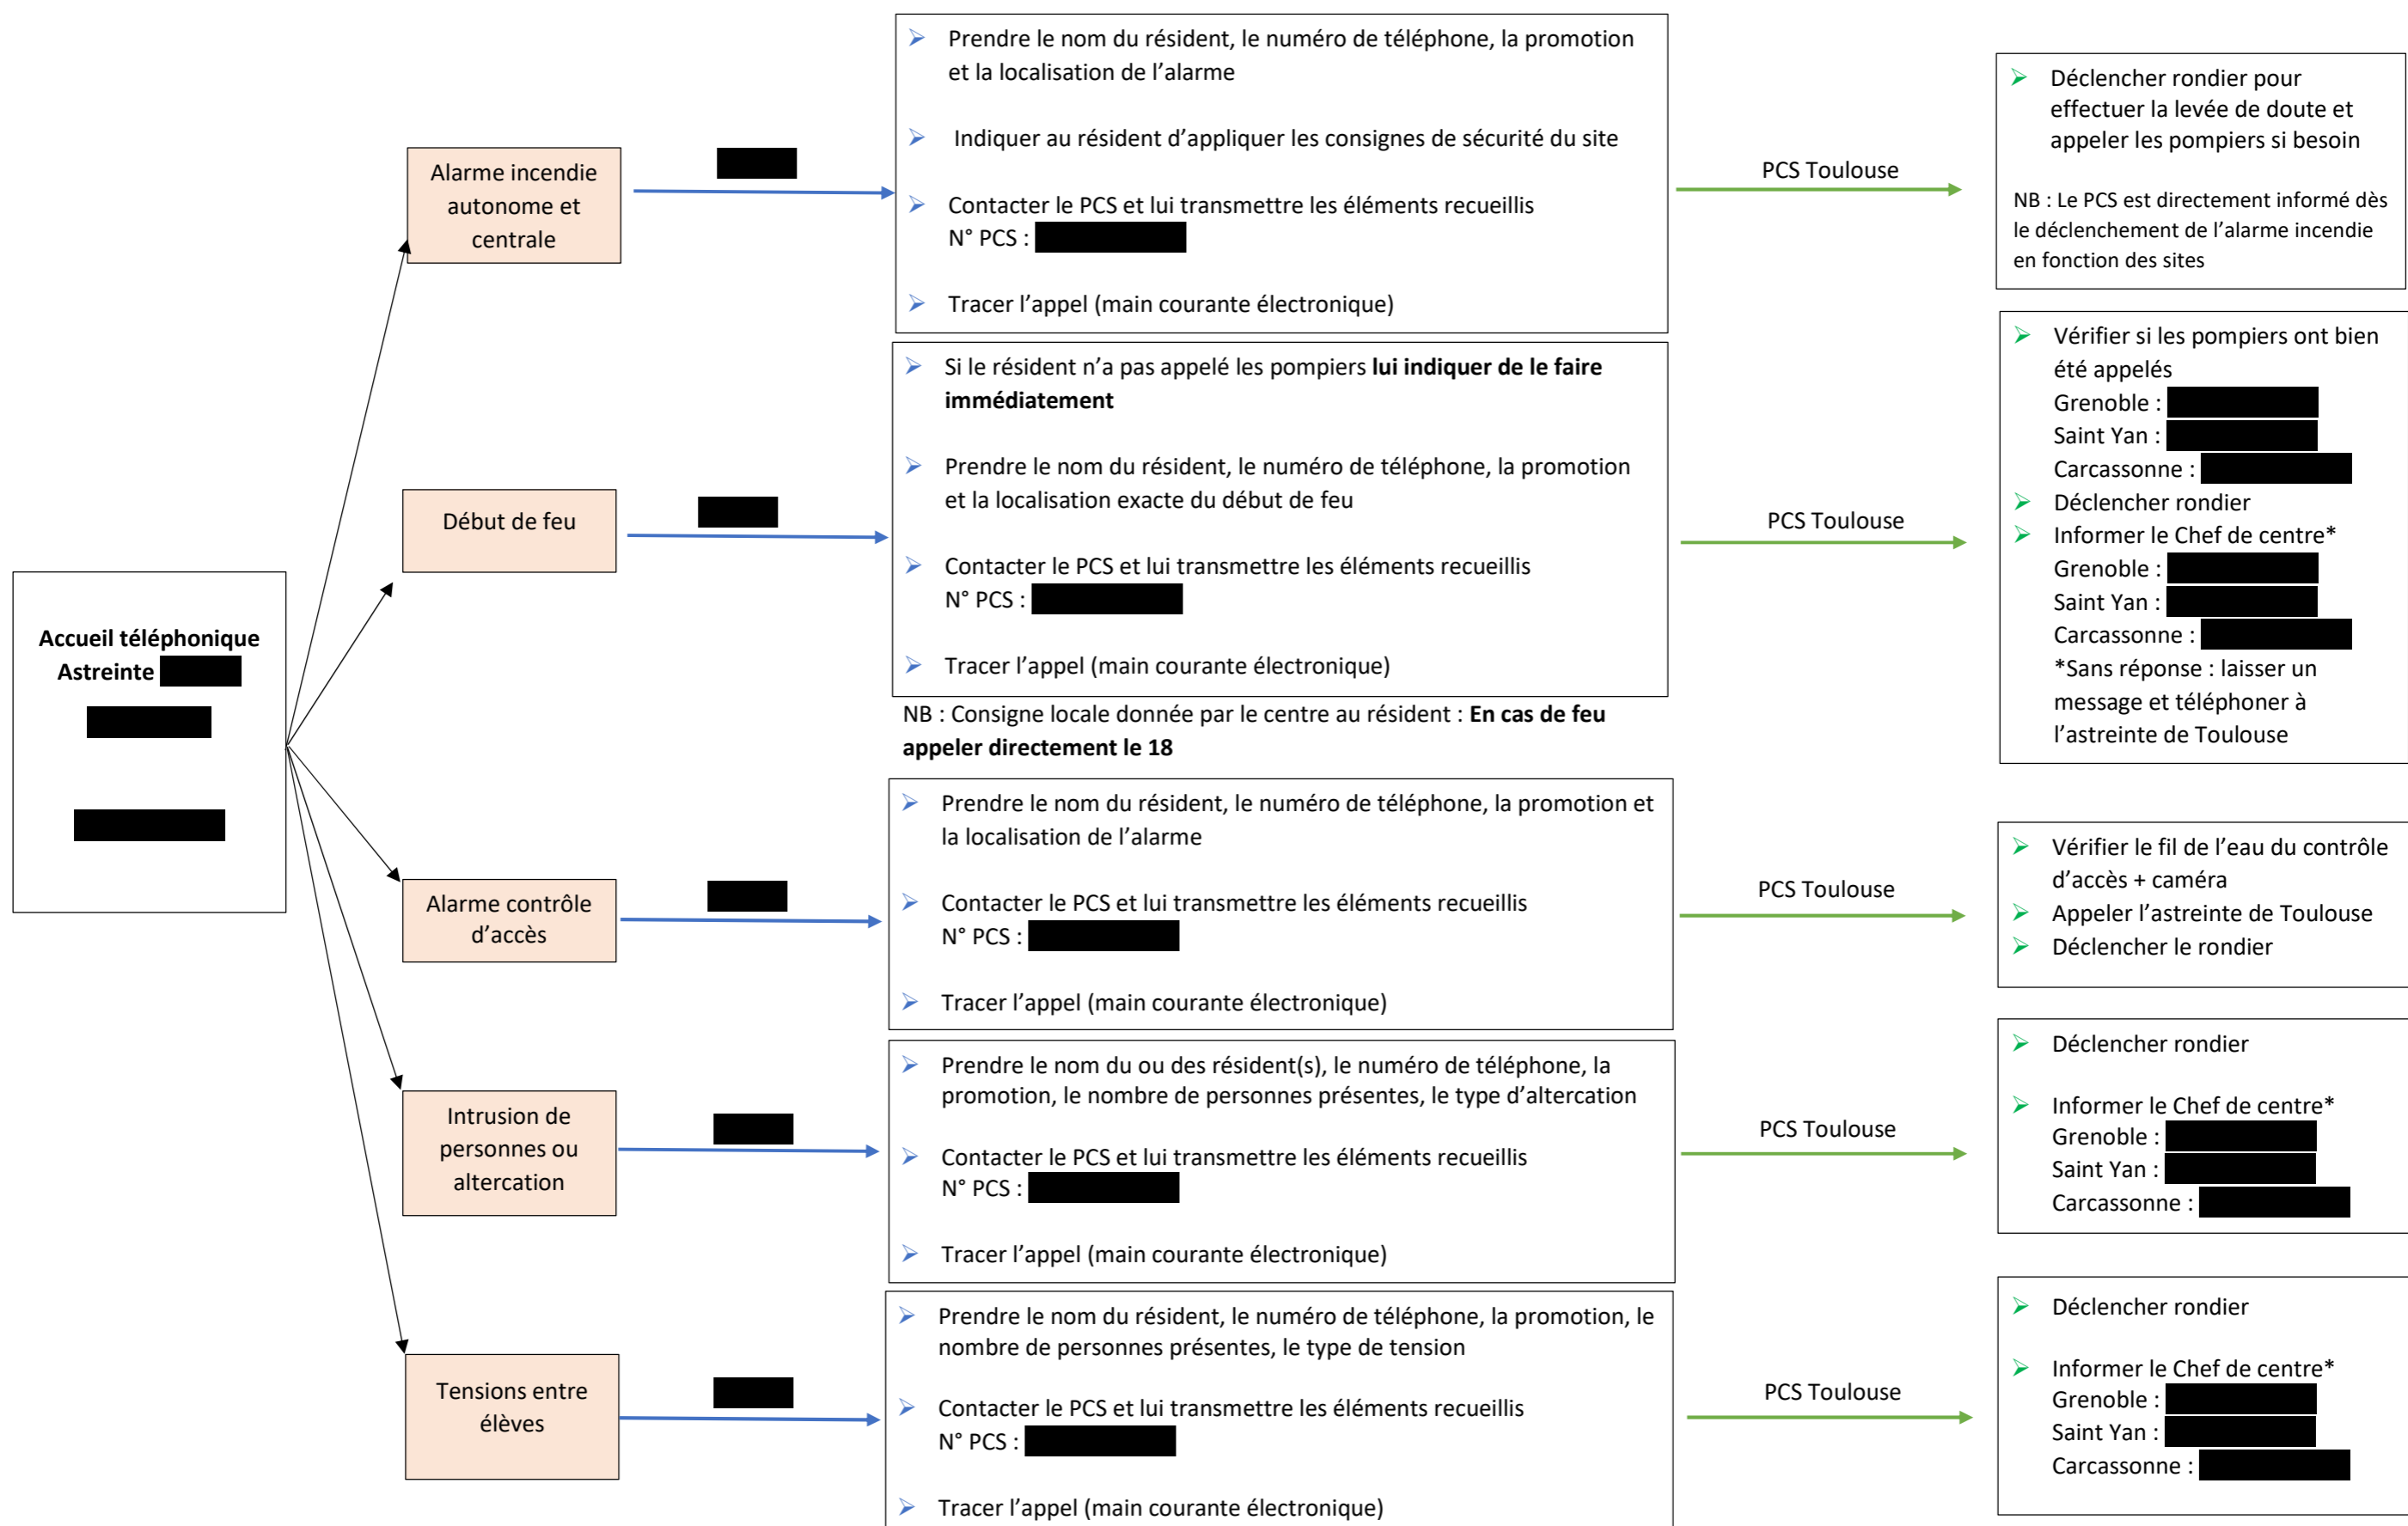 Accueil téléphonique
Astreinte
Alarme incendie
autonome et
centrale
Prendre le nom du résident, le numéro de téléphone, la promotion
et la localisation de l’alarme
Indiquer au résident d’appliquer les consignes de sécurité du site
Contacter le PCS et lui transmettre les éléments recueillis
N° PCS :
Tracer l’appel (main courante électronique)
PCS Toulouse
Déclencher rondier pour
effectuer la levée de doute et
appeler les pompiers si besoin
NB : Le PCS est directement informé dès
le déclenchement de l’alarme incendie
en fonction des sites
Début de feu
Si le résident n’a pas appelé les pompiers lui indiquer de le faire
immédiatement
Prendre le nom du résident, le numéro de téléphone, la promotion
et la localisation exacte du début de feu
Contacter le PCS et lui transmettre les éléments recueillis
N° PCS :
Tracer l’appel (main courante électronique)
NB : Consigne locale donnée par le centre au résident : En cas de feu
appeler directement le 18
PCS Toulouse
Vérifier si les pompiers ont bien
été appelés
Grenoble :
Saint Yan :
Carcassonne :
Déclencher rondier
Informer le Chef de centre*
Grenoble :
Saint Yan :
Carcassonne :
*Sans réponse : laisser un
message et téléphoner à
l’astreinte de Toulouse
Alarme contrôle
d’accès
Prendre le nom du résident, le numéro de téléphone, la promotion et
la localisation de l’alarme
Contacter le PCS et lui transmettre les éléments recueillis
N° PCS :
Tracer l’appel (main courante électronique)
PCS Toulouse
Vérifier le fil de l’eau du contrôle
d’accès + caméra
Appeler l’astreinte de Toulouse
Déclencher le rondier
Intrusion de
personnes ou
altercation
Prendre le nom du ou des résident(s), le numéro de téléphone, la
promotion, le nombre de personnes présentes, le type d’altercation
Contacter le PCS et lui transmettre les éléments recueillis
N° PCS :
Tracer l’appel (main courante électronique)
PCS Toulouse
Déclencher rondier
Informer le Chef de centre*
Grenoble :
Saint Yan :
Carcassonne :
Tensions entre
élèves
Prendre le nom du résident, le numéro de téléphone, la promotion, le
nombre de personnes présentes, le type de tension
Contacter le PCS et lui transmettre les éléments recueillis
N° PCS :
Tracer l’appel (main courante électronique)
PCS Toulouse
Déclencher rondier
Informer le Chef de centre*
Grenoble :
Saint Yan :
Carcassonne :